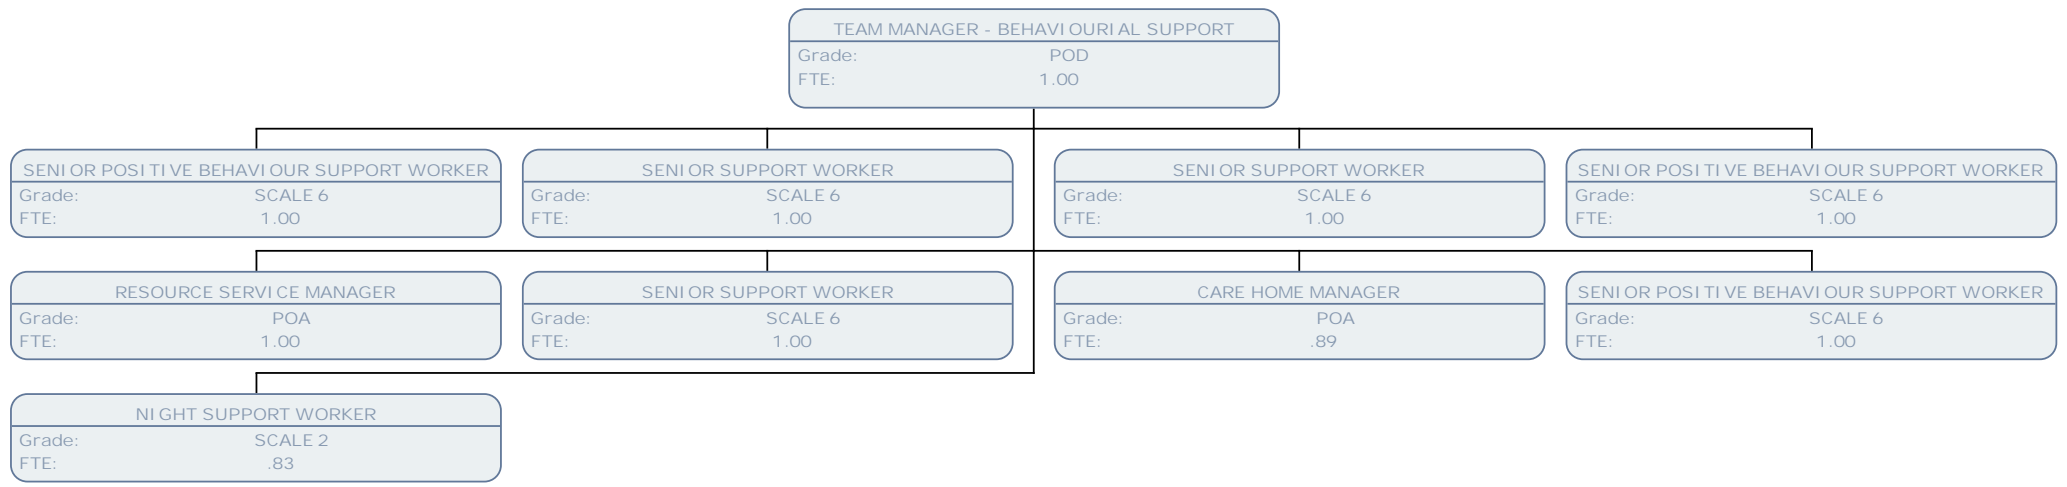 TEAM MANAGER - BEHAVIOURIAL SUPPORT
Grade: POD
FTE: 1.00
SENIOR POSITIVE BEHAVIOUR SUPPORT WORKER
Grade: SCALE 6
FTE: 1.00
SENIOR SUPPORT WORKER
Grade: SCALE 6
FTE: 1.00
SENIOR SUPPORT WORKER
Grade: SCALE 6
FTE: 1.00
SENIOR POSITIVE BEHAVIOUR SUPPORT WORKER
Grade: SCALE 6
FTE: 1.00
RESOURCE SERVICE MANAGER
Grade: POA
FTE: 1.00
SENIOR SUPPORT WORKER
Grade: SCALE 6
FTE: 1.00
CARE HOME MANAGER
Grade: POA
FTE: .89
SENIOR POSITIVE BEHAVIOUR SUPPORT WORKER
Grade: SCALE 6
FTE: 1.00
NIGHT SUPPORT WORKER
Grade: SCALE 2
FTE: .83